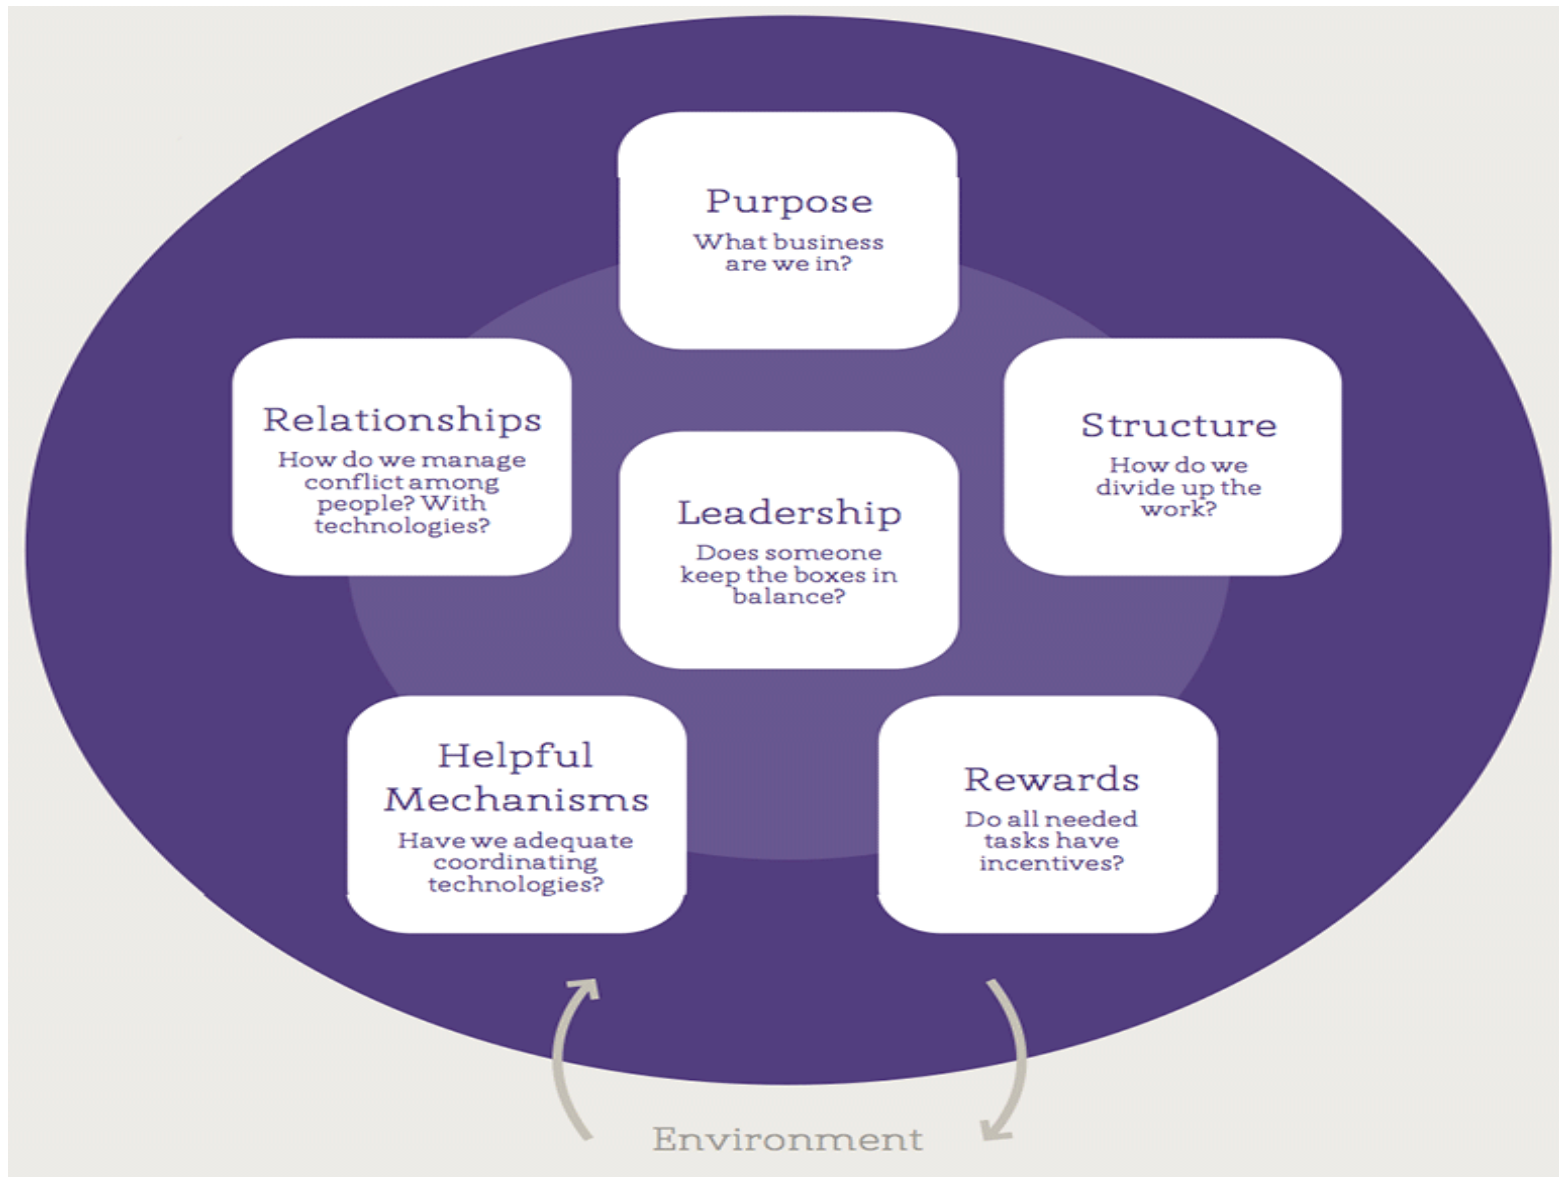 Purpose
What business
are we in?
Relationships
How do we manage
conflict among
people? With
technologies?
Structure
How do we
divide up the
work?
Leadership
Does someone
keep the boxes in
balance?
Helpful
Mechanisms
Have we adequate
coordinating
technologies?
Rewards
Do all needed
tasks have
incentives?
Environment